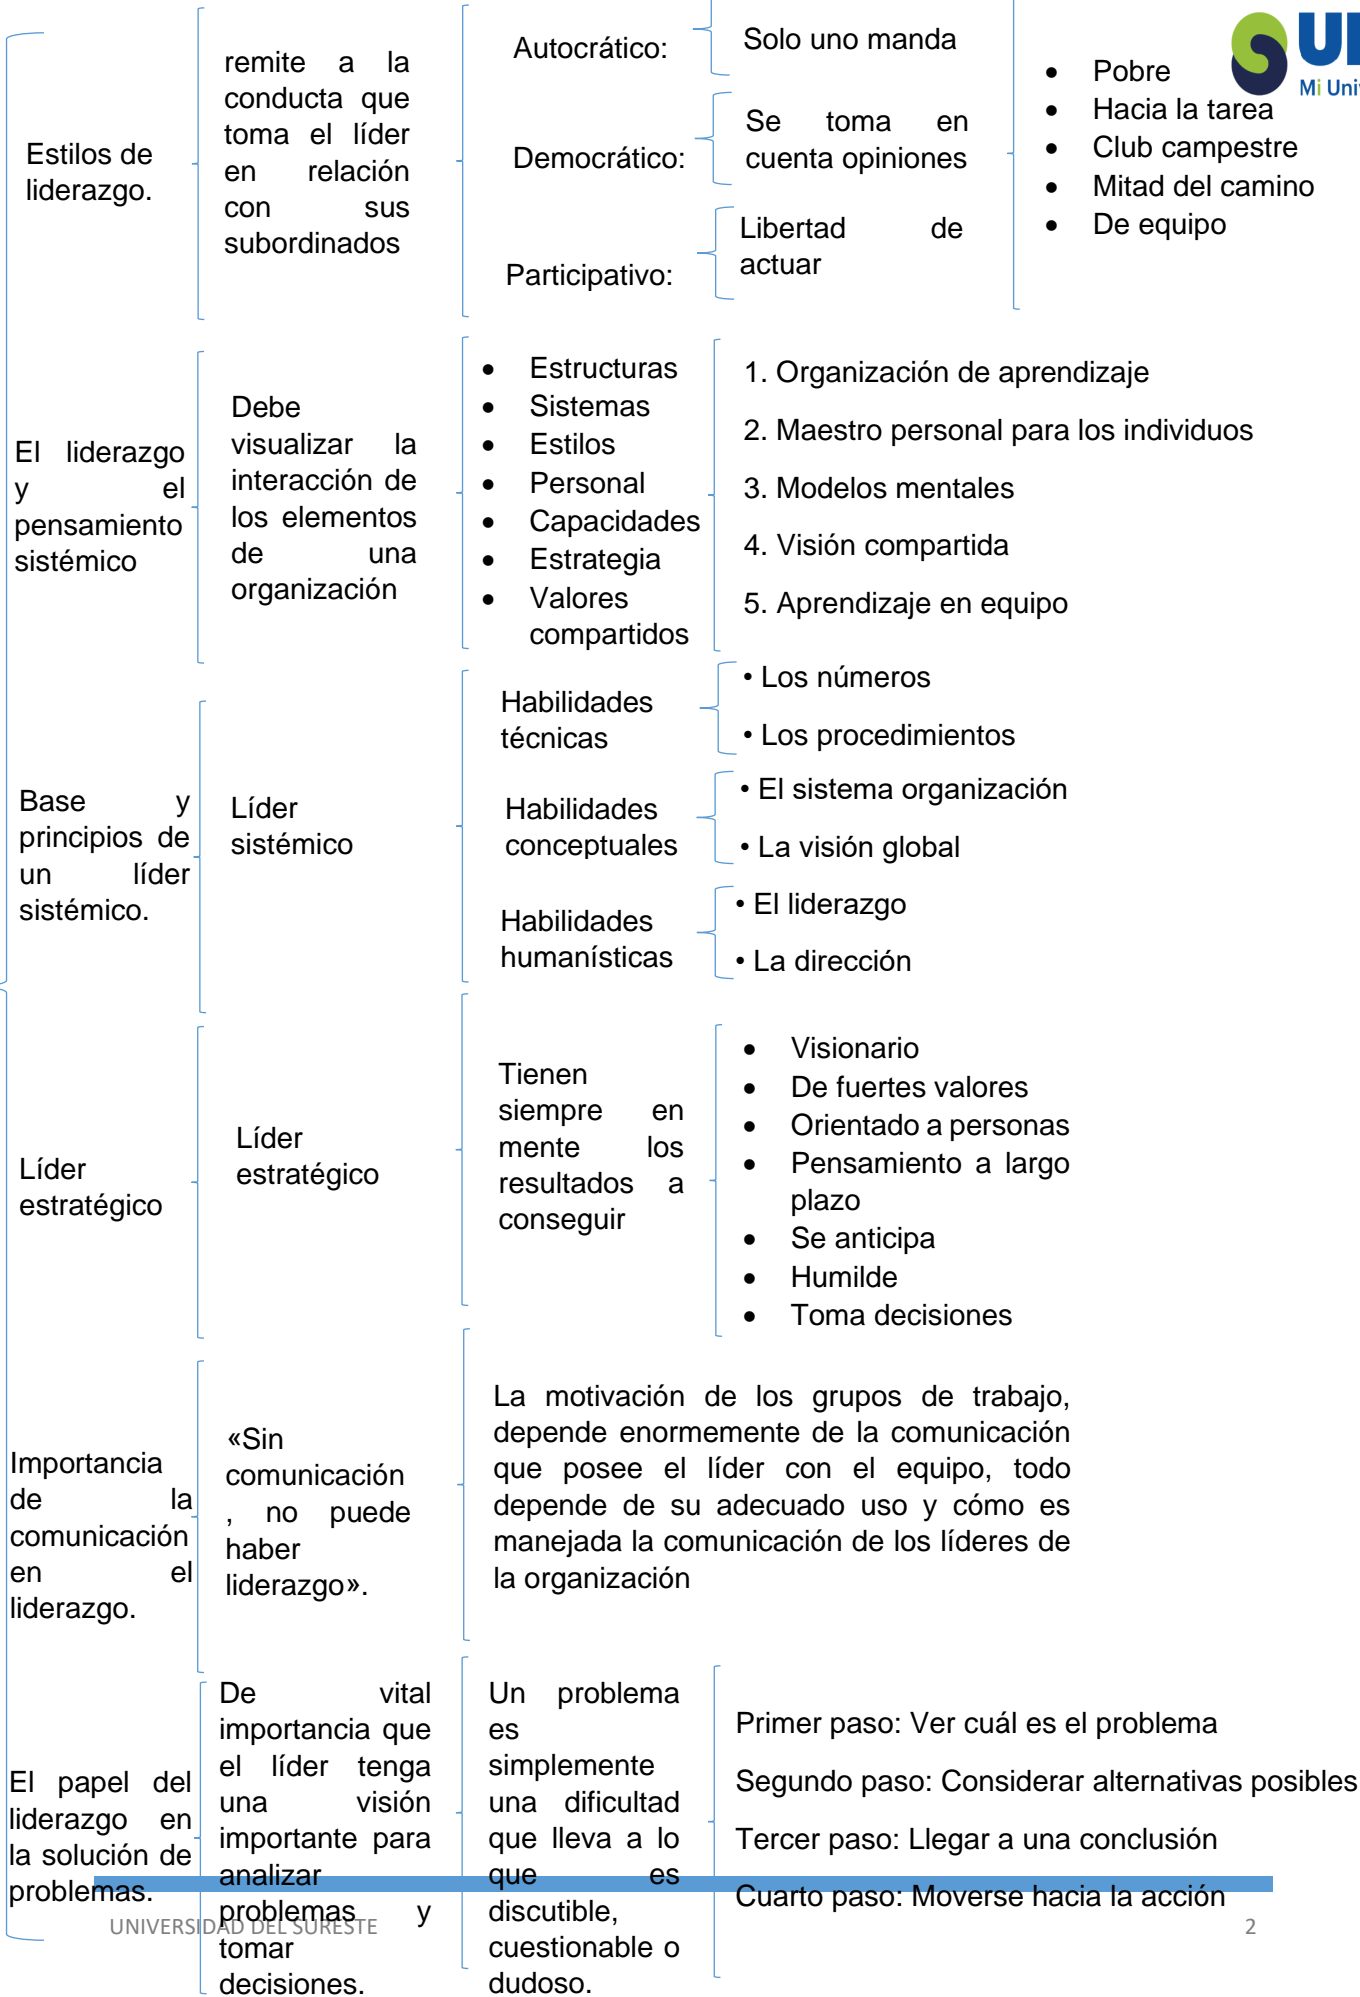 Estilos de
liderazgo.
remite a la
conducta que
toma el líder
en relación
con sus
subordinados
Autocrático:
Solo uno manda
Democrático:
Se toma en
cuenta opiniones
Participativo:
Libertad de
actuar
• Pobre
• Hacia la tarea
• Club campestre
• Mitad del camino
• De equipo
El liderazgo
y el
pensamiento
sistémico
Debe
visualizar la
interacción de
los elementos
de una
organización
• Estructuras
• Sistemas
• Estilos
• Personal
• Capacidades
• Estrategia
• Valores
compartidos
1. Organización de aprendizaje
2. Maestro personal para los individuos
3. Modelos mentales
4. Visión compartida
5. Aprendizaje en equipo
Base y
principios de
un líder
sistémico.
Líder
sistémico
Habilidades
técnicas
• Los números
• Los procedimientos
Habilidades
conceptuales
• El sistema organización
• La visión global
Habilidades
humanísticas
• El liderazgo
• La dirección
Líder
estratégico
Líder
estratégico
Tienen
siempre en
mente los
resultados a
conseguir
• Visionario
• De fuertes valores
• Orientado a personas
• Pensamiento a largo
plazo
• Se anticipa
• Humilde
• Toma decisiones
Importancia
de la
comunicación
en el
liderazgo.
«Sin
comunicación
, no puede
haber
liderazgo».
La motivación de los grupos de trabajo,
depende enormemente de la comunicación
que posee el líder con el equipo, todo
depende de su adecuado uso y cómo es
manejada la comunicación de los líderes de
la organización
El papel del
liderazgo en
la solución de
problemas.
De vital
importancia que
el líder tenga
una visión
importante para
analizar
problemas y
tomar
decisiones.
Un problema
es
simplemente
una dificultad
que lleva a lo
que es
discutible,
cuestionable o
dudoso.
Primer paso: Ver cuál es el problema
Segundo paso: Considerar alternativas posibles
Tercer paso: Llegar a una conclusión
Cuarto paso: Moverse hacia la acción
UNIVERSIDAD DEL SURESTE
2
Mi